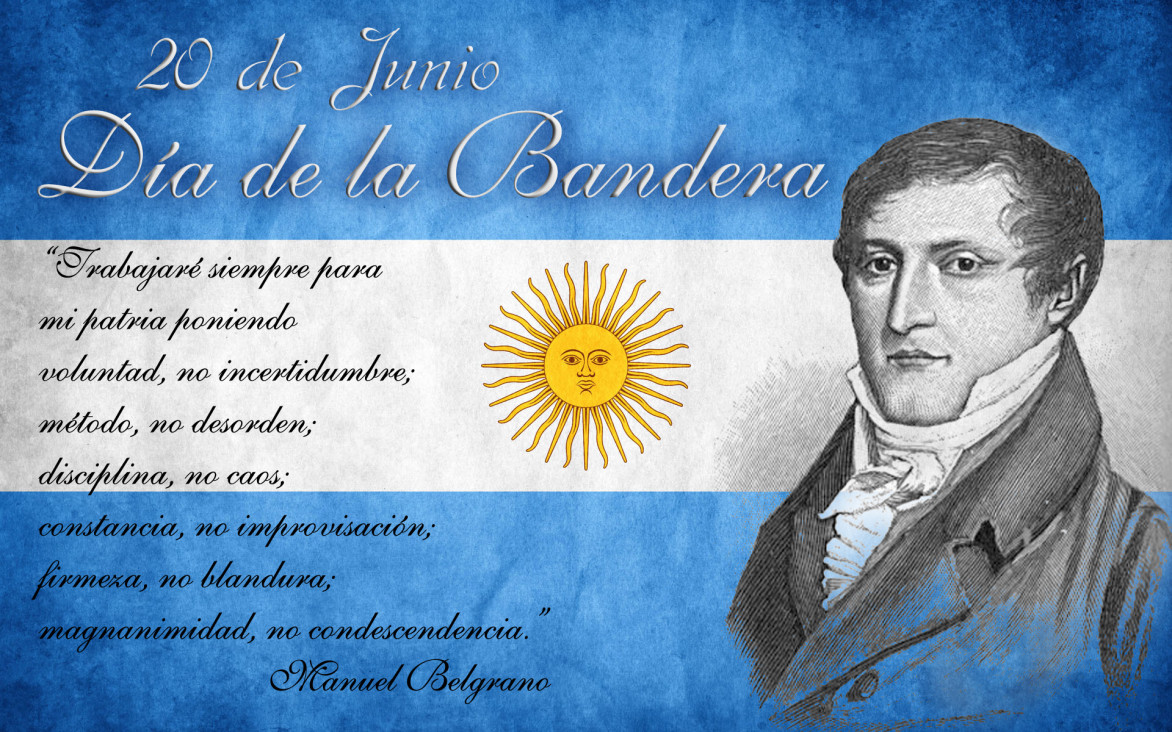 20 de Junio
Día de la Bandera
“Trabajaré siempre para
mi patria poniendo
voluntad, no incertidumbre;
método, no desorden;
disciplina, no caos;
constancia, no improvisación;
firmeza, no blandura;
magnanimidad, no condescendencia.”
Manuel Belgrano